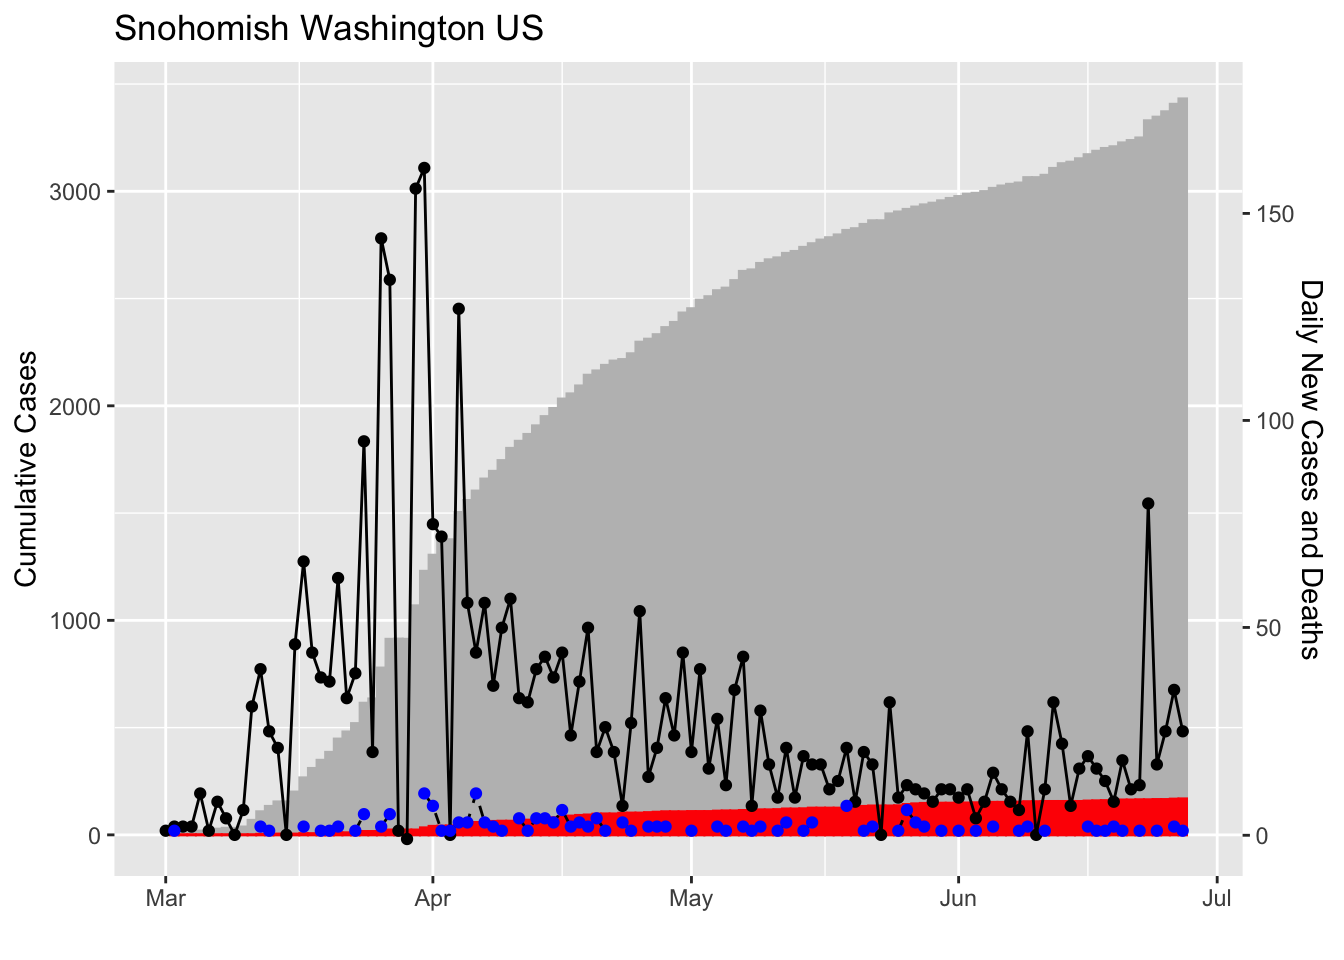 Snohomish Washington US
Cumulative Cases
3000
2000
1000
0
150
100
50
0
Daily New Cases and Deaths
Mar
Apr
May
Jun
Jul